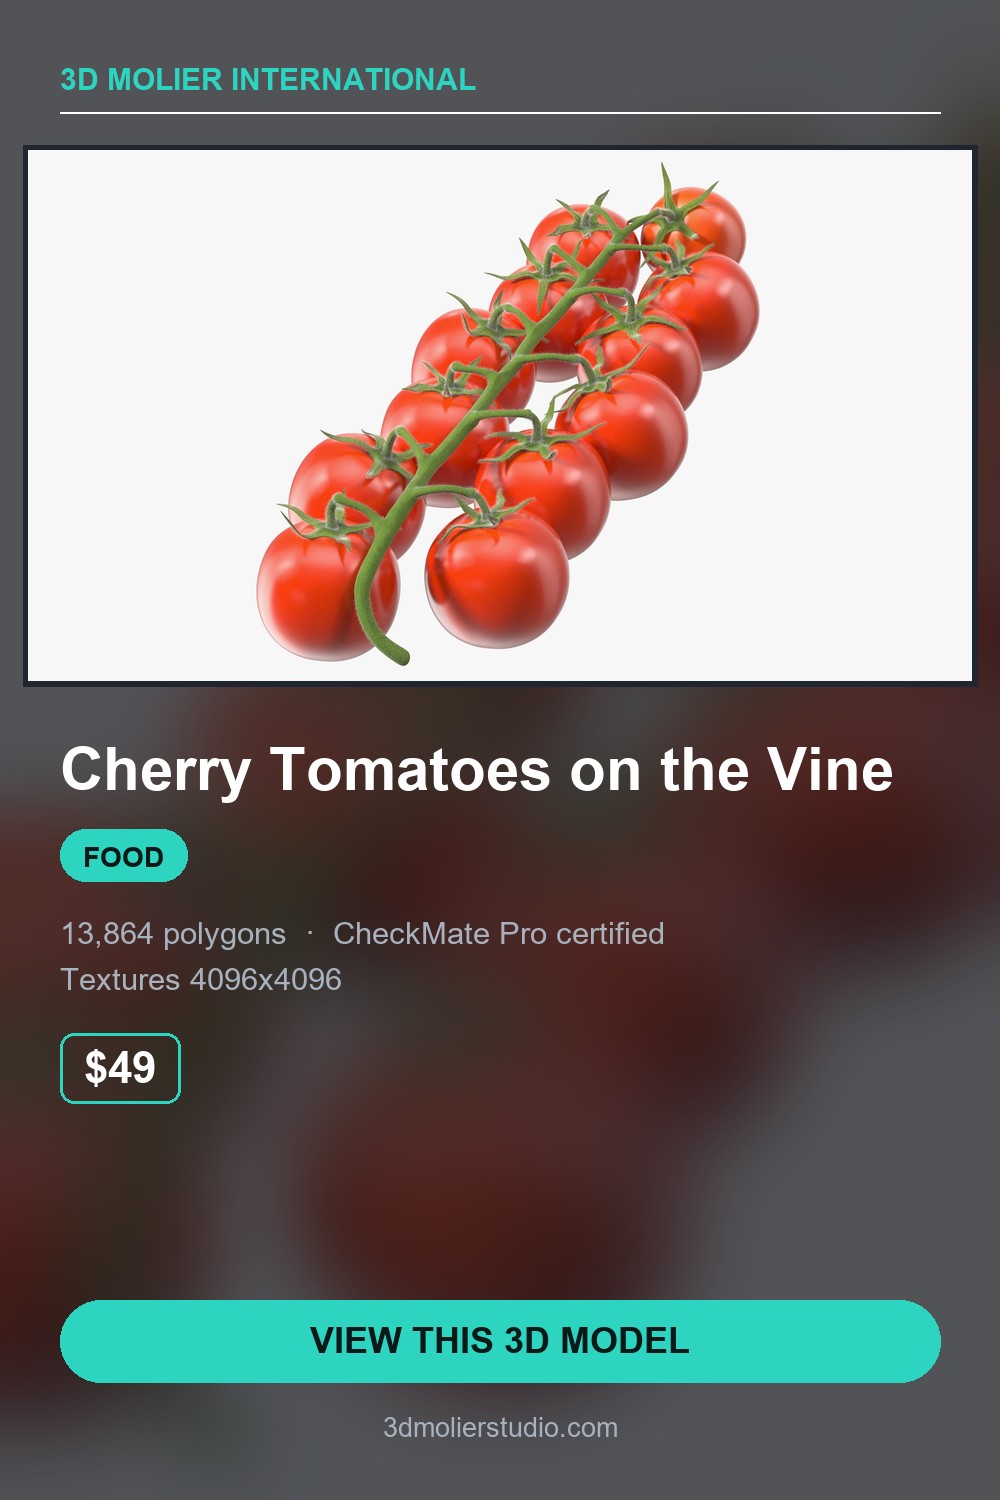 3D MOLIER INTERNATIONAL
Cherry Tomatoes on the Vine
FOOD
13,864 polygons · CheckMate Pro certified
Textures 4096x4096
$49
VIEW THIS 3D MODEL
3dmolierstudio.com